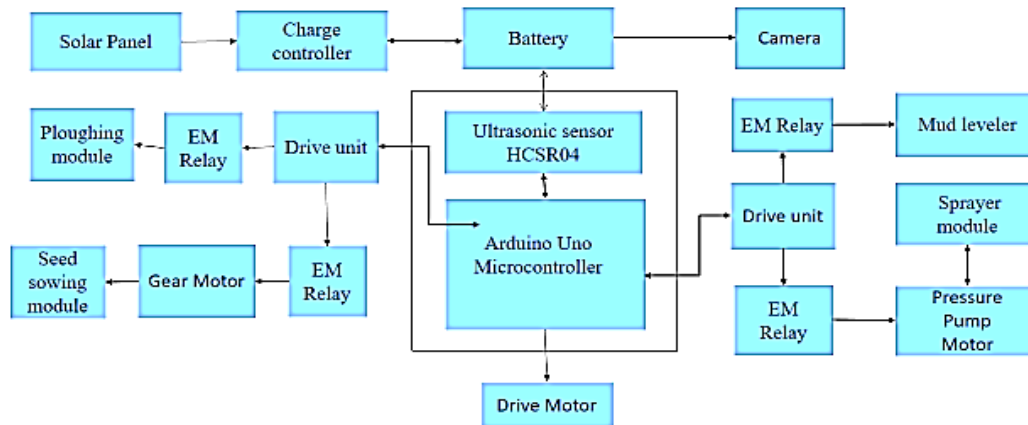 Solar Panel
Charge
controller
Battery
Camera
Ploughing
module
EM
Relay
Drive unit
Ultrasonic sensor
HCSR04
EM Relay
Mud leveler
Arduino Uno
Microcontroller
Drive unit
Sprayer
module
Seed
sowing
module
Gear Motor
EM
Relay
EM
Relay
Pressure
Pump
Motor
Drive Motor